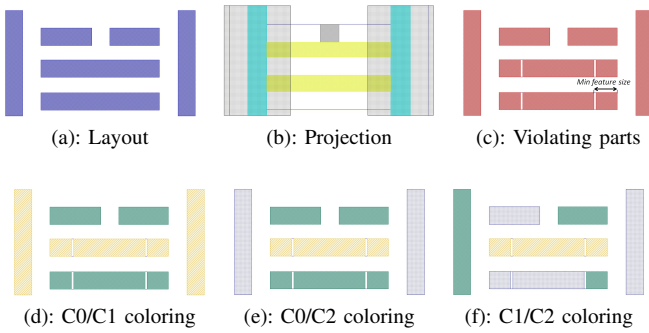 (a): Layout
(b): Projection
Min feature size
(c): Violating parts
(d): C0/C1 coloring
(e): C0/C2 coloring
(f): C1/C2 coloring